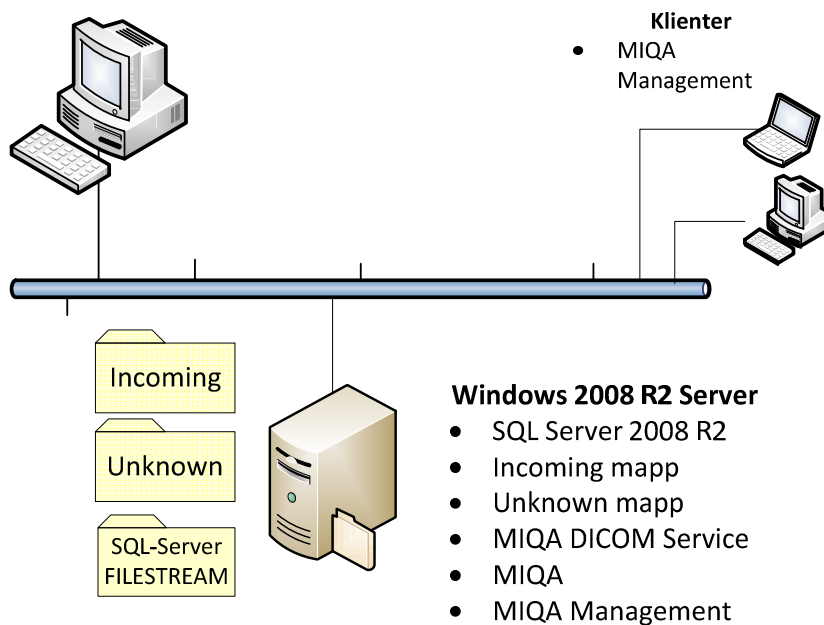 Klienter
• MIQA
Management
Incoming
Unknown
SQL-Server
FILESTREAM
Windows 2008 R2 Server
• SQL Server 2008 R2
• Incoming mapp
• Unknown mapp
• MIQA DICOM Service
• MIQA
• MIQA Management